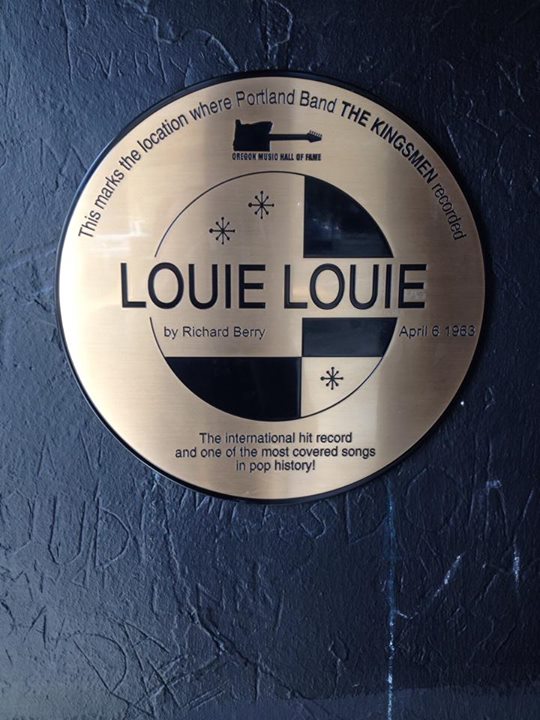 This marks the location where Portland Band THE KINGSMEN recorded
OREGON MUSIC HALL OF FAME
LOUIE LOUIE
by Richard Berry
April 6 1963
The international hit record
and one of the most covered songs
in pop history!